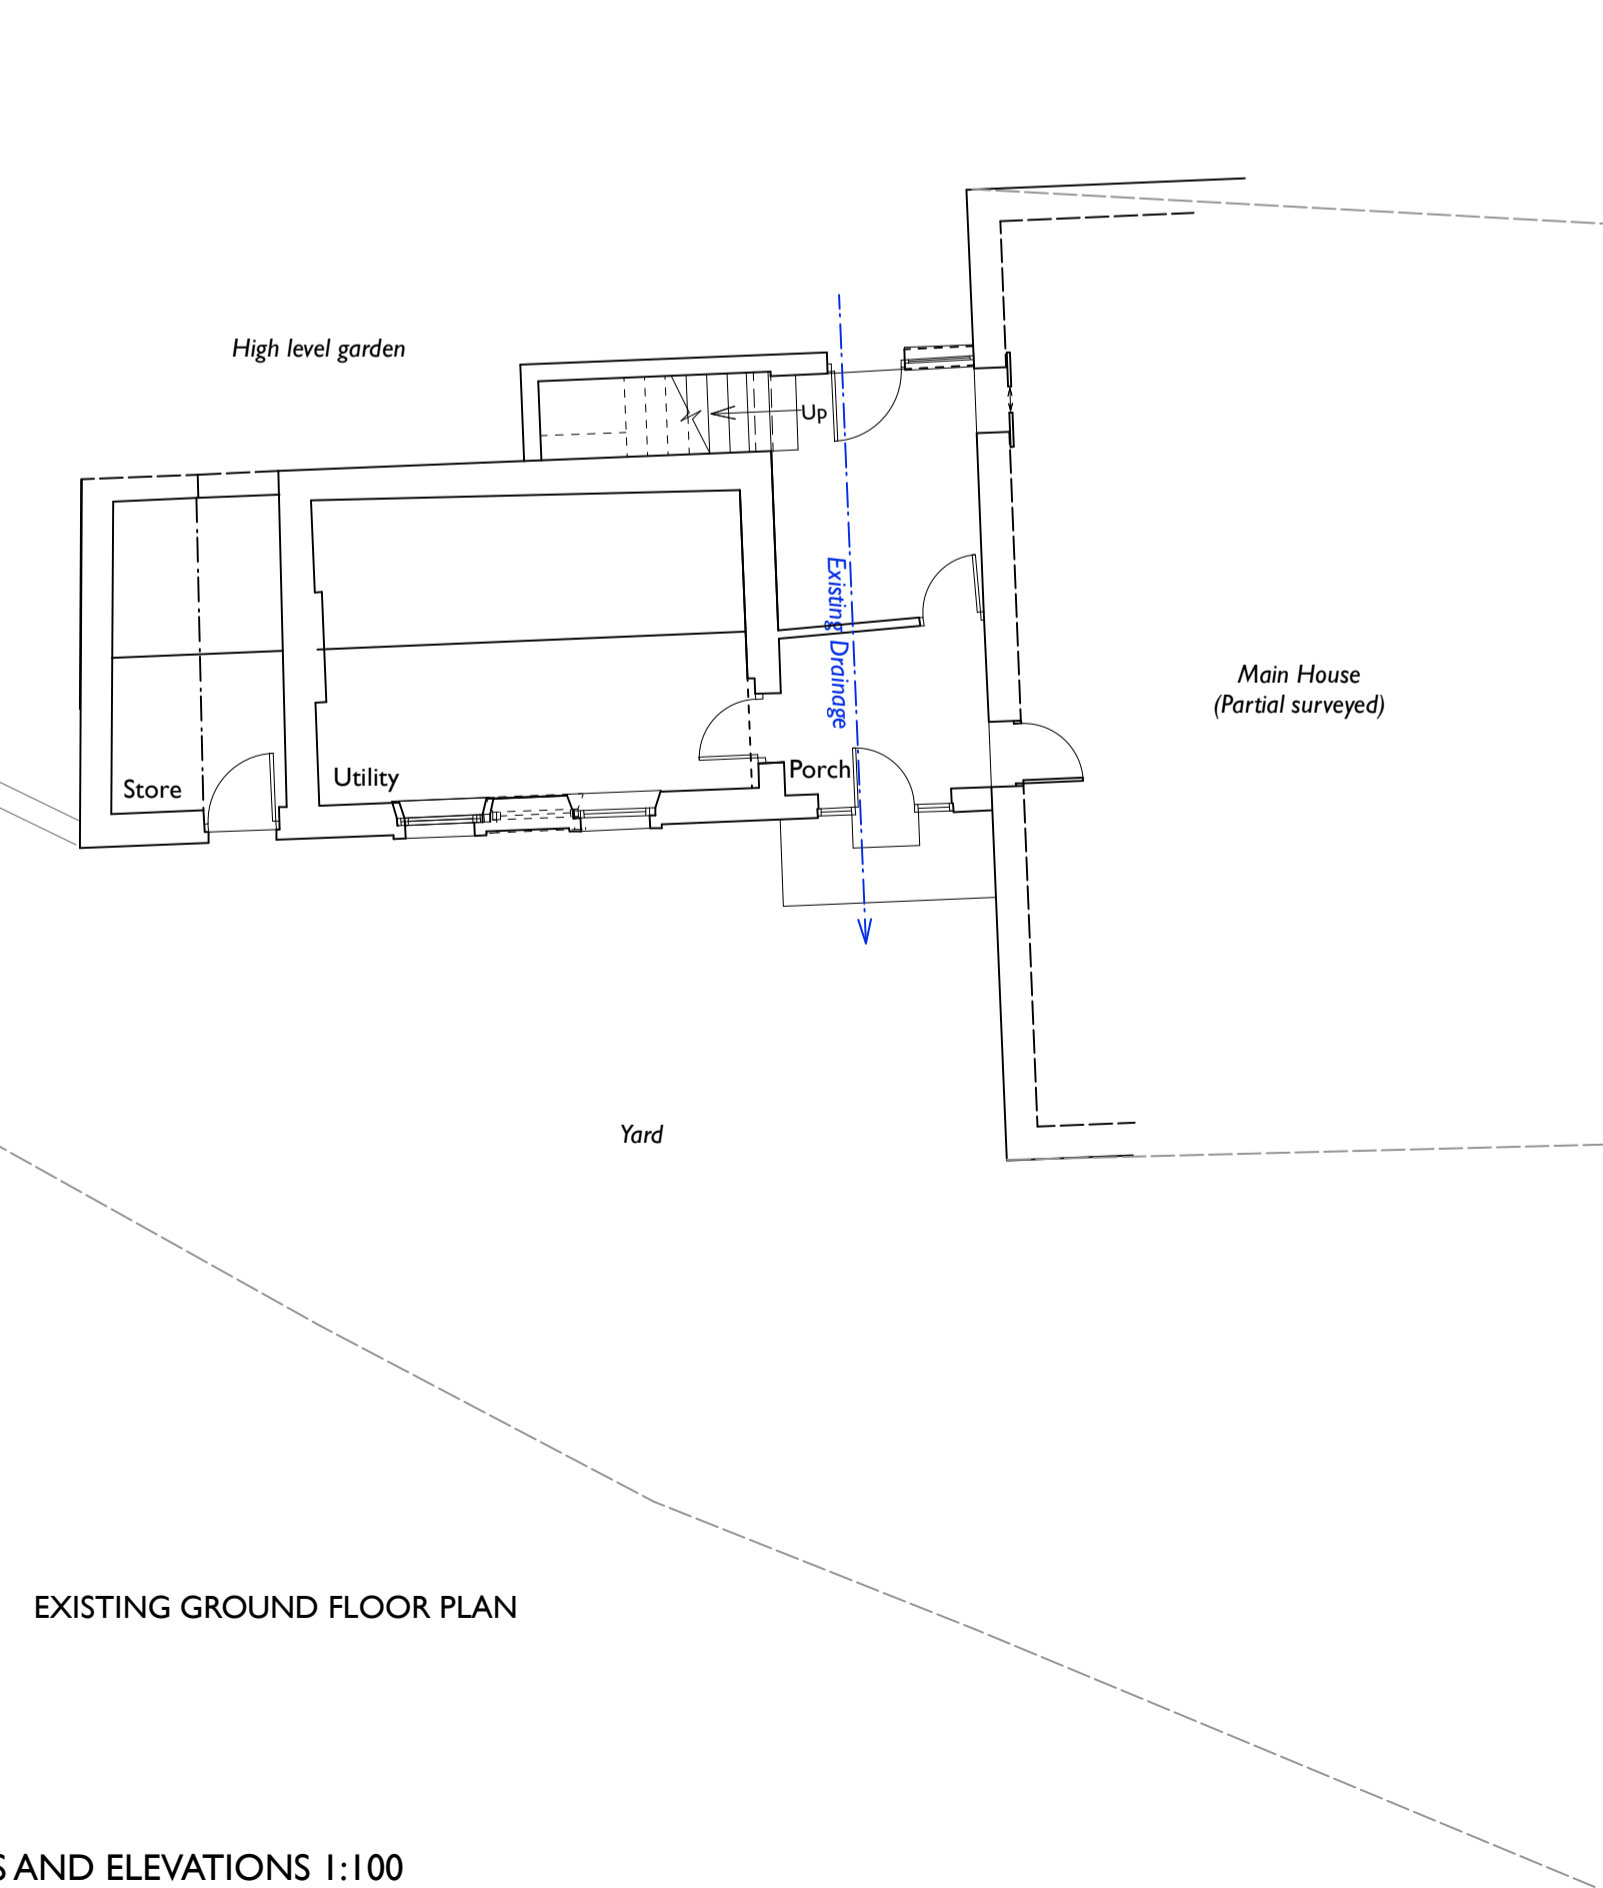 High level garden
Up
Existing Drainage
Main House
(Partial surveyed)
Store
Utility
Porch
Yard
EXISTING GROUND FLOOR PLAN
S AND ELEVATIONS 1:100